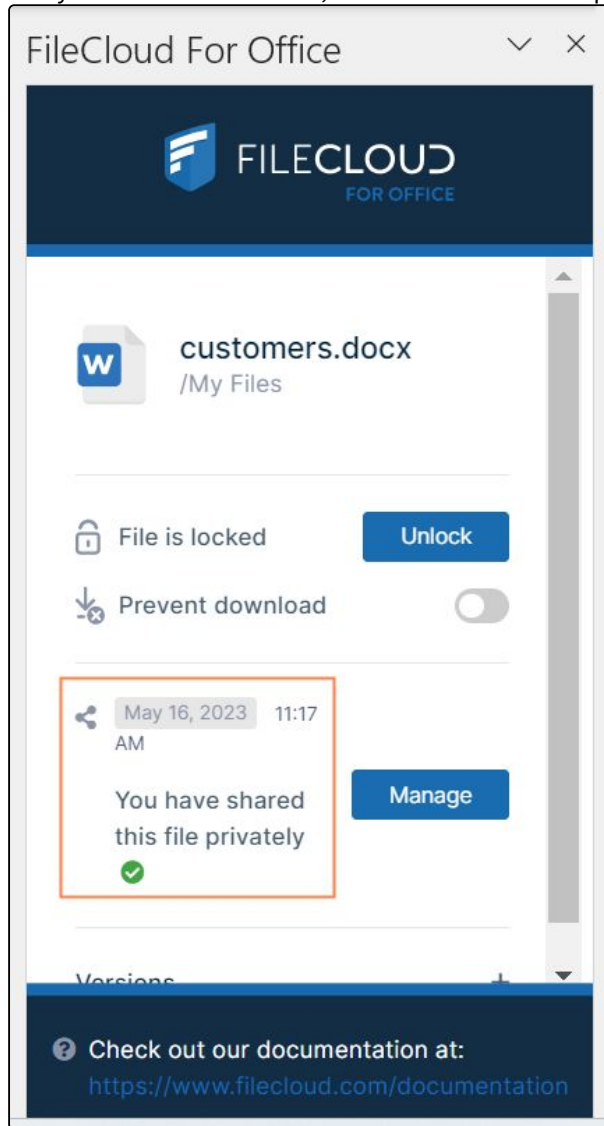 FileCloud For Office
FILECLOUD
FOR OFFICE
W
customers.docx
/My Files
File is locked
Unlock
Prevent download
May 16, 2023 11:17
AM
You have shared
this file privately
Manage
Versions
Check out our documentation at:
https://www.filecloud.com/documentation